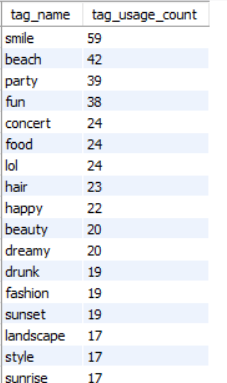 tag_name tag_usage_count
smile 59
beach 42
party 39
fun 38
concert 24
food 24
lol 24
hair 23
happy 22
beauty 20
dreamy 20
drunk 19
fashion 19
sunset 19
landscape 17
style 17
sunrise 17